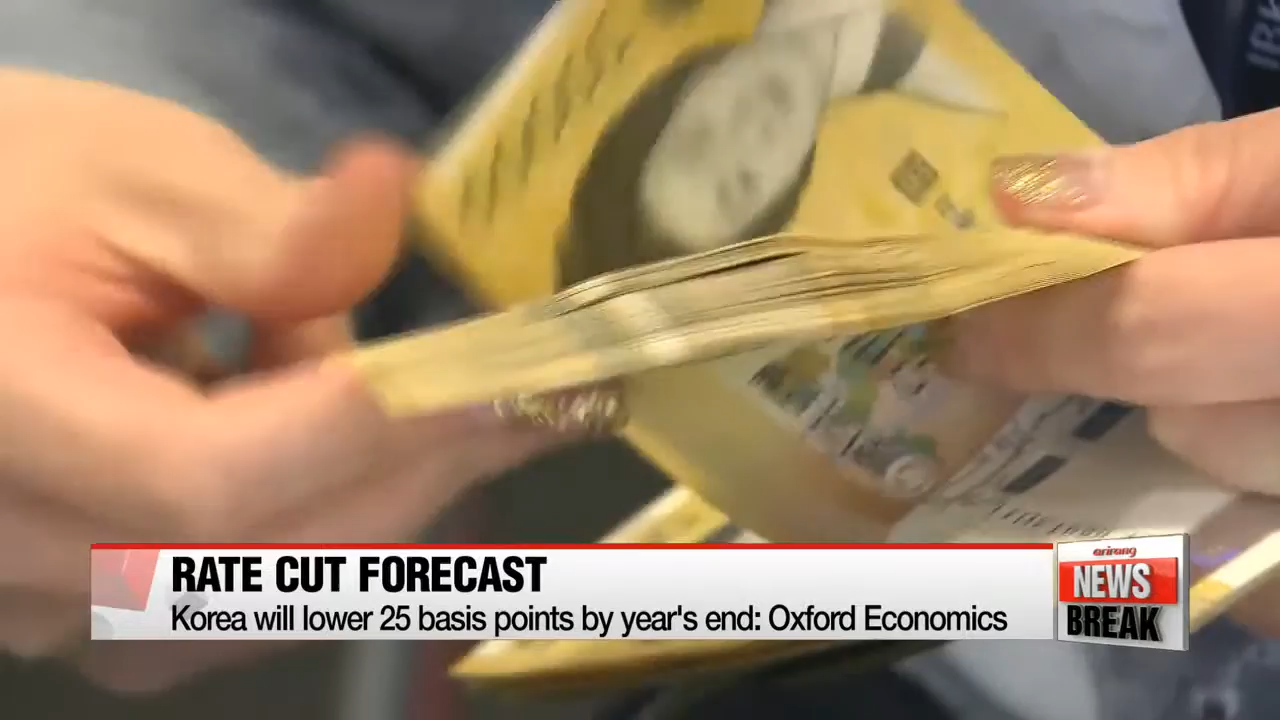 RATE CUT FORECAST
Korea will lower 25 basis points by year's end: Oxford Economics
arirang
NEWS
BREAK